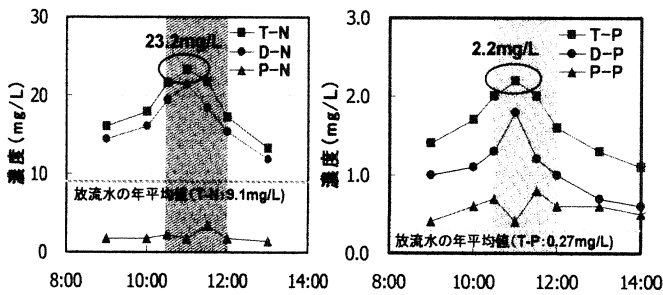 濃度(mg/L)
30
20
10
0
23.2mg/L
T-N
D-N
P-N
放流水の年平均値(T-N:9.1mg/L)
8:00 10:00 12:00 14:00
濃度(mg/L)
3.0
2.0
1.0
0.0
2.2mg/L
T-P
D-P
P-P
放流水の年平均値(T-P:0.27mg/L)
8:00 10:00 12:00 14:00